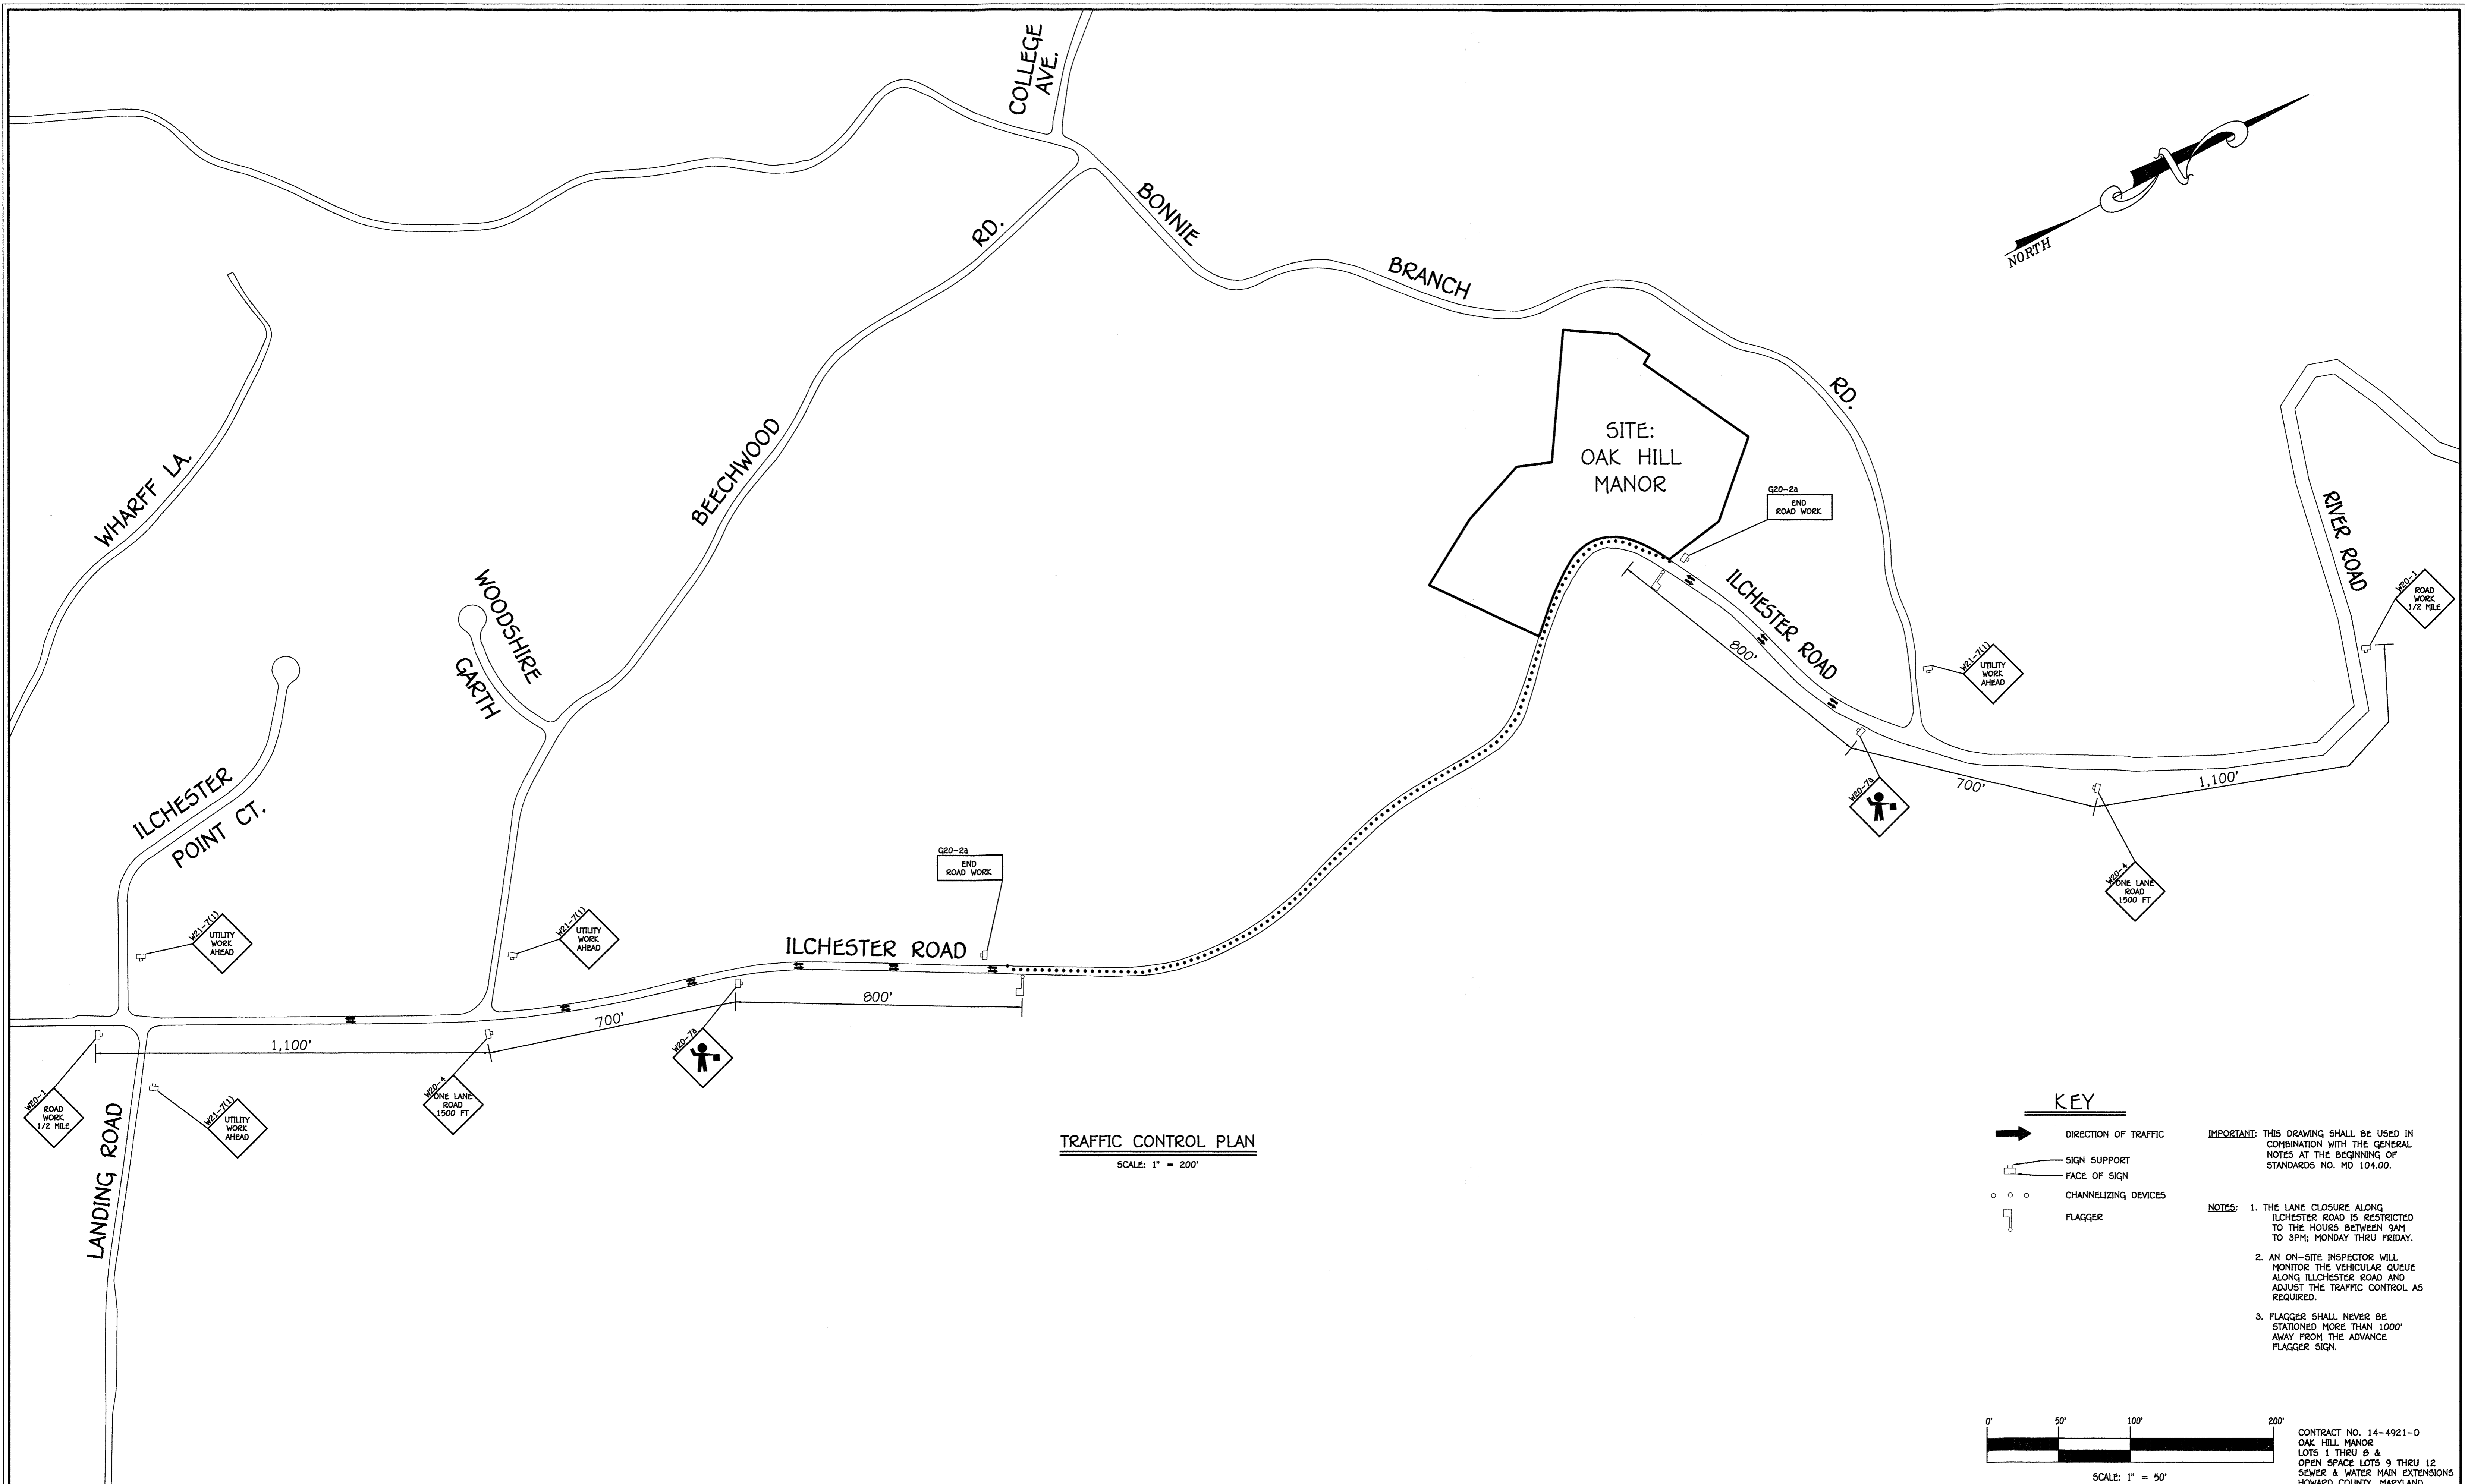 COLLEGE
AVE.
NORTH
BONNIE
BRANCH
RD.
RD.
BEECHWOOD
WHARFF LA.
WOODSHIRE
GARTH
ILCHESTER
POINT CT.
SITE:
OAK HILL
MANOR
G20-2a
END
ROAD WORK
ILCHESTER ROAD
800'
RIVER ROAD
W20-1
ROAD
WORK
1/2 MILE
W21-7(1)
UTILITY
WORK
AHEAD
W20-7a
700'
1,100'
W20-4
ONE LANE
ROAD
1500 FT
G20-2a
END
ROAD WORK
W21-7(1)
UTILITY
WORK
AHEAD
W21-7(1)
UTILITY
WORK
AHEAD
ILCHESTER ROAD
800'
700'
1,100'
W20-7a
W20-1
ROAD
WORK
1/2 MILE
W21-7(1)
UTILITY
WORK
AHEAD
W20-4
ONE LANE
ROAD
1500 FT
LANDING ROAD
TRAFFIC CONTROL PLAN
SCALE: 1" = 200'
KEY
DIRECTION OF TRAFFIC
SIGN SUPPORT
FACE OF SIGN
CHANNELIZING DEVICES
FLAGGER
IMPORTANT: THIS DRAWING SHALL BE USED IN
COMBINATION WITH THE GENERAL
NOTES AT THE BEGINNING OF
STANDARDS NO. MD 104.00.
NOTES: 1. THE LANE CLOSURE ALONG
ILCHESTER ROAD IS RESTRICTED
TO THE HOURS BETWEEN 9AM
TO 3PM; MONDAY THRU FRIDAY.
2. AN ON-SITE INSPECTOR WILL
MONITOR THE VEHICULAR QUEUE
ALONG ILLCHESTER ROAD AND
ADJUST THE TRAFFIC CONTROL AS
REQUIRED.
3. FLAGGER SHALL NEVER BE
STATIONED MORE THAN 1000'
AWAY FROM THE ADVANCE
FLAGGER SIGN.
0' 50' 100' 200'
SCALE: 1" = 50'
CONTRACT NO. 14-4921-D
OAK HILL MANOR
LOTS 1 THRU 8 &
OPEN SPACE LOTS 9 THRU 12
SEWER & WATER MAIN EXTENSIONS
HOWARD COUNTY, MARYLAND